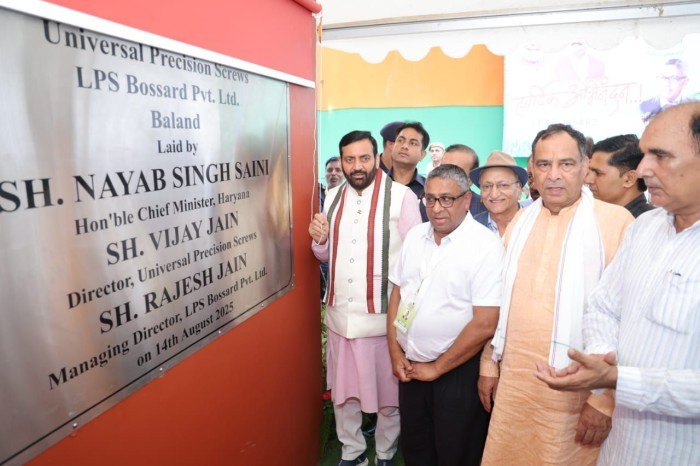 Universal Precision Screws
LPS Bossard Pvt. Ltd.
Baland
Laid by
SH. NAYAB SINGH SAINI
Hon'ble Chief Minister, Haryana
SH. VIJAY JAIN
Director, Universal Precision Screws
SH. RAJESH JAIN
Managing Director, LPS Bossard Pvt. Ltd.
on 14th August 2025
हार्दिक अभिनंदन..!